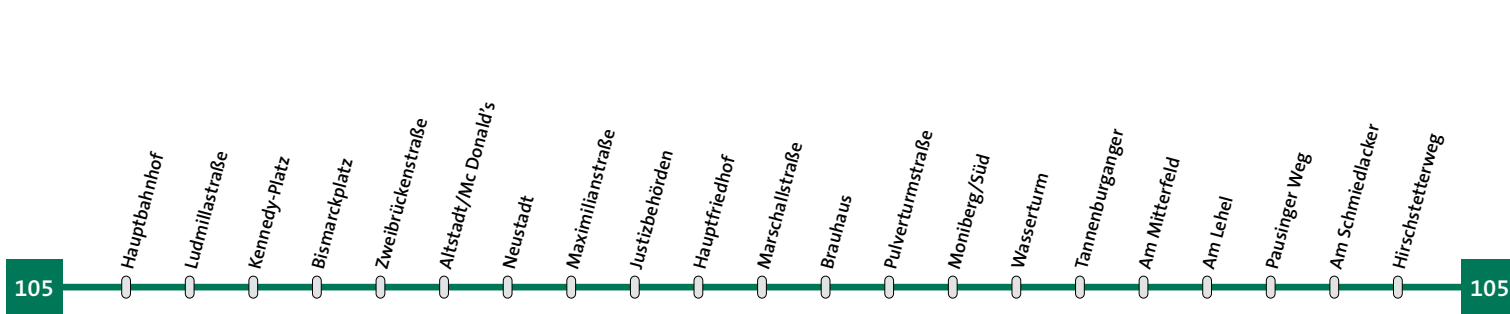 105
Hauptbahnhof
Ludmillastraße
Kennedy-Platz
Bismarckplatz
Zweibrückenstraße
Altstadt/Mc Donald's
Neustadt
Maximilianstraße
Justizbehörden
Hauptfriedhof
Marschallstraße
Brauhaus
Pulverturmstraße
Moniberg/Süd
Wasserturm
Tannenburganger
Am Mitterfeld
Am Lehel
Pausinger Weg
Am Schmiedlacker
Hirschstetterweg
105